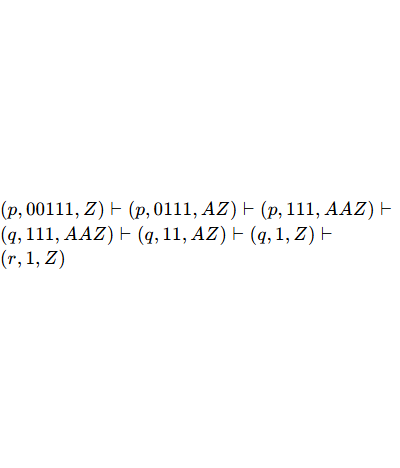 (p, 00111, Z) ⊢ (p, 0111, AZ) ⊢ (p, 111, AAZ) ⊢
(q, 111, AAZ) ⊢ (q, 11, AZ) ⊢ (q, 1, Z) ⊢
(r, 1, Z)